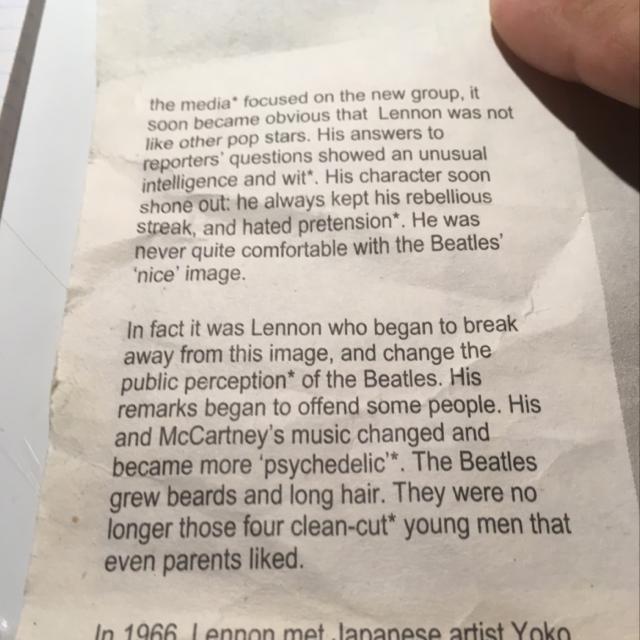 the media* focused on the new group, it
soon became obvious that Lennon was not
like other pop stars. His answers to
reporters' questions showed an unusual
intelligence and wit*. His character soon
shone out: he always kept his rebellious
streak, and hated pretension*. He was
never quite comfortable with the Beatles'
'nice' image.
In fact it was Lennon who began to break
away from this image, and change the
public perception* of the Beatles. His
remarks began to offend some people. His
and McCartney's music changed and
became more 'psychedelic'*. The Beatles
grew beards and long hair. They were no
longer those four clean-cut* young men that
even parents liked.
In 1966, Lennon met Japanese artist Yoko